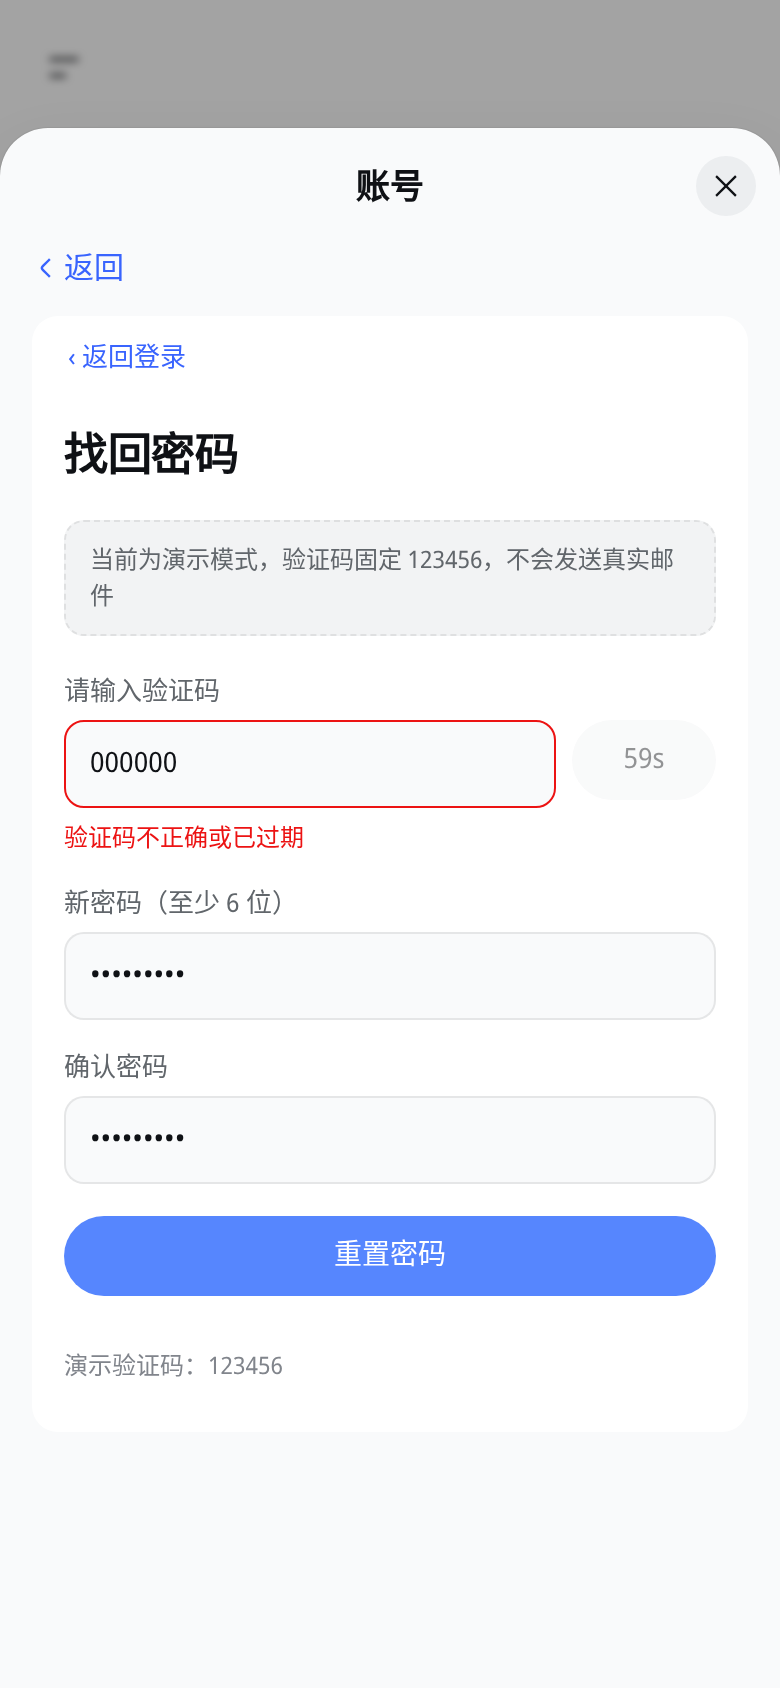 账号
返回
‹ 返回登录
找回密码
当前为演示模式，验证码固定 123456，不会发送真实邮
件
请输入验证码
000000
59s
验证码不正确或已过期
新密码（至少 6 位）
•••••••••
确认密码
•••••••••
重置密码
演示验证码：123456